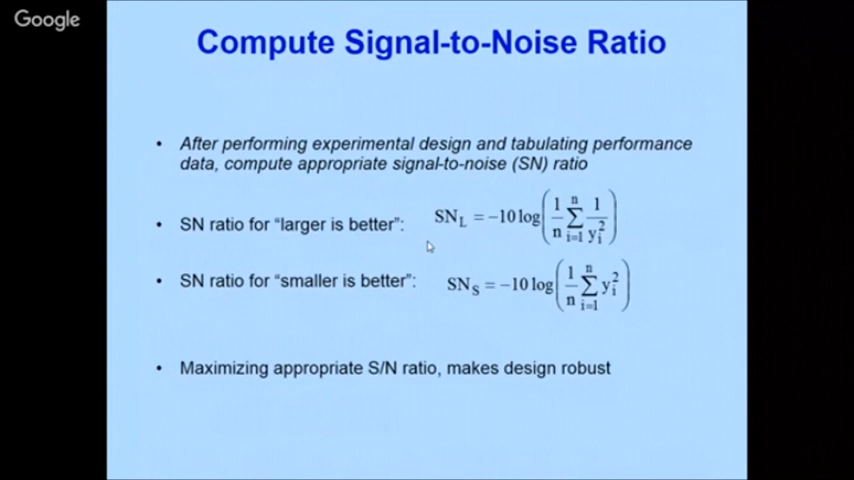 Google
Compute Signal-to-Noise Ratio
• After performing experimental design and tabulating performance
data, compute appropriate signal-to-noise (SN) ratio
• SN ratio for “larger is better”: SN_L = −10 log(1/n ∑_{i=1}^{n} 1/y_i^2)
• SN ratio for “smaller is better”: SN_S = −10 log(1/n ∑_{i=1}^{n} y_i^2)
• Maximizing appropriate S/N ratio, makes design robust